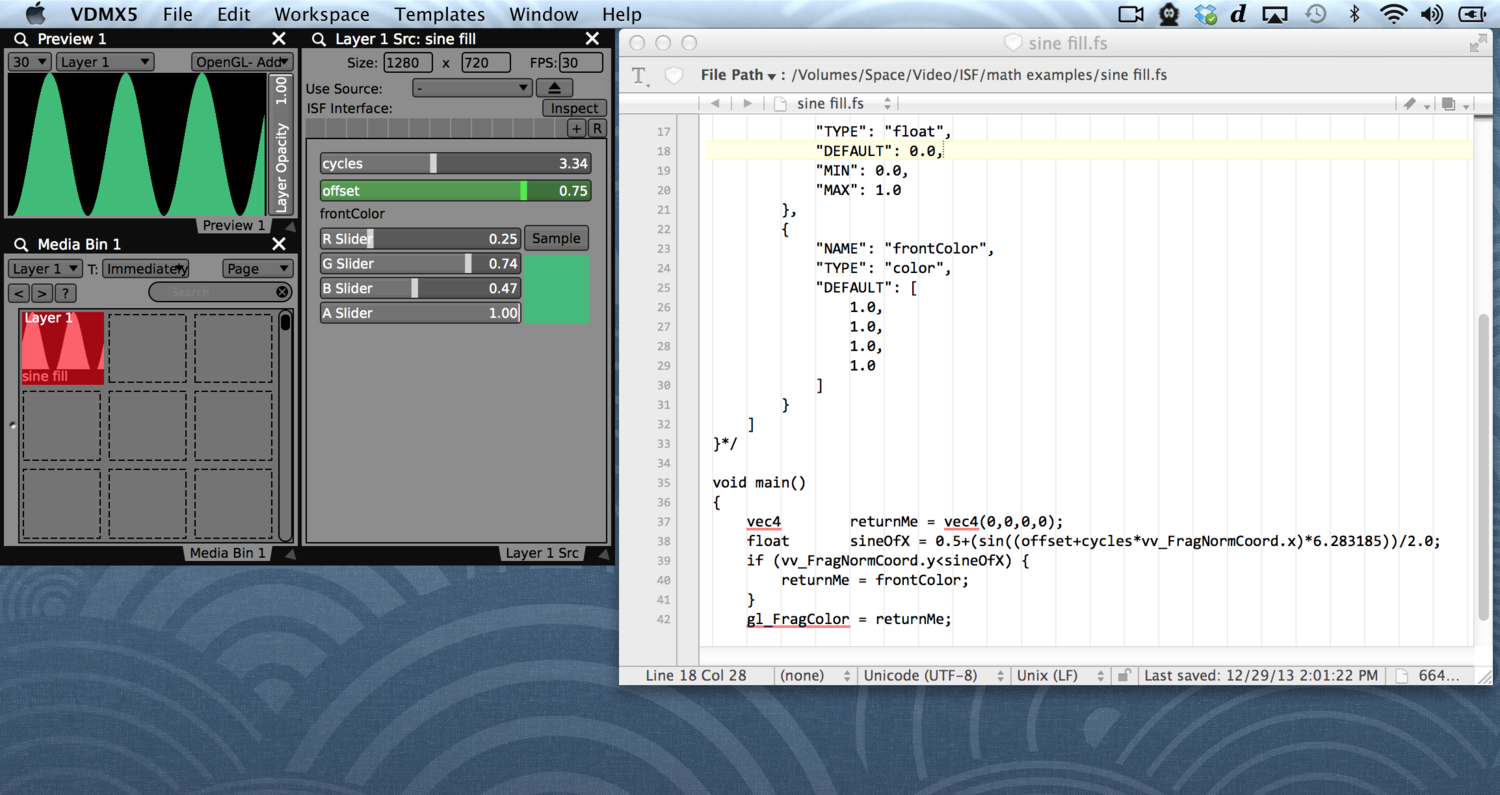 VDMX5 File Edit Workspace Templates Window Help
d
Preview 1
30 Layer 1 OpenGL- Add
1.00
Layer Opacity
Preview 1
Media Bin 1
Layer 1 T: Immediately Page
< > ? Search
Layer 1
sine fill
Media Bin 1
Layer 1 Src: sine fill
Size: 1280 x 720 FPS: 30
Use Source: -
ISF Interface: Inspect
+ R
cycles 3.34
offset 0.75
frontColor
R Slider 0.25 Sample
G Slider 0.74
B Slider 0.47
A Slider 1.00
Layer 1 Src
sine fill.fs
T File Path : /Volumes/Space/Video/ISF/math examples/sine fill.fs
sine fill.fs
17 "TYPE": "float",
18 "DEFAULT": 0.0,
19 "MIN": 0.0,
20 "MAX": 1.0
21 },
22 {
23 "NAME": "frontColor",
24 "TYPE": "color",
25 "DEFAULT": [
26 1.0,
27 1.0,
28 1.0,
29 1.0
30 ]
31 }
32 ]
33 }*/
34
35 void main()
36 {
37 vec4 returnMe = vec4(0,0,0,0);
38 float sineOfX = 0.5+(sin((offset+cycles*vv_FragNormCoord.x)*6.283185))/2.0;
39 if (vv_FragNormCoord.y<sineOfX) {
40 returnMe = frontColor;
41 }
42 gl_FragColor = returnMe;
Line 18 Col 28 (none) Unicode (UTF-8) Unix (LF) Last saved: 12/29/13 2:01:22 PM 664...